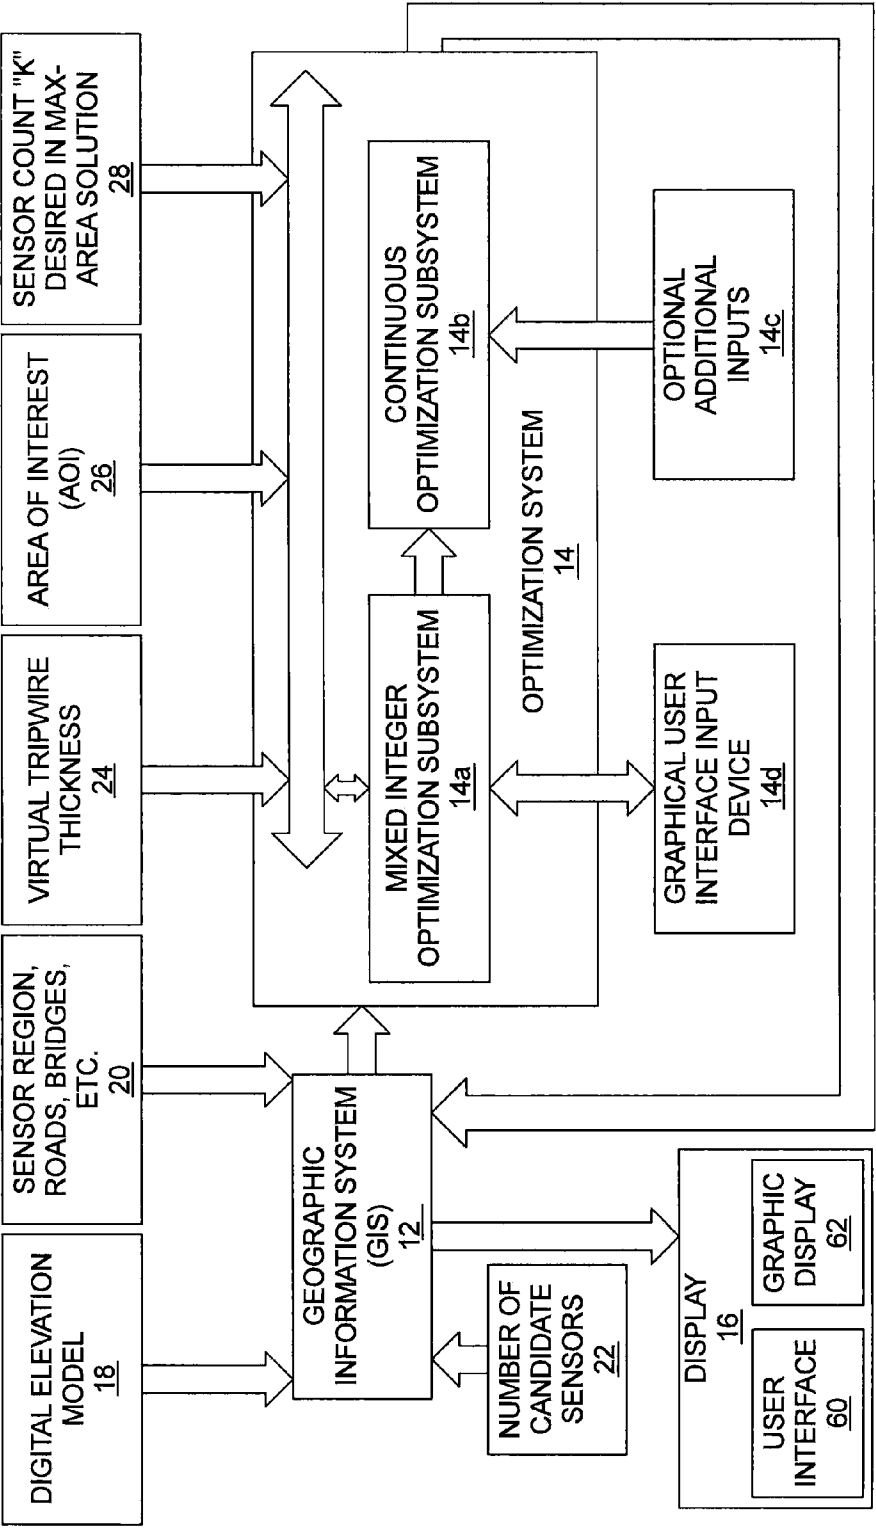 DIGITAL ELEVATION
MODEL
18
SENSOR REGION,
ROADS, BRIDGES,
ETC.
20
VIRTUAL TRIPWIRE
THICKNESS
24
AREA OF INTEREST
(AOI)
26
SENSOR COUNT "K"
DESIRED IN MAX-
AREA SOLUTION
28
GEOGRAPHIC
INFORMATION SYSTEM
(GIS)
12
MIXED INTEGER
OPTIMIZATION SUBSYSTEM
14a
CONTINUOUS
OPTIMIZATION SUBSYSTEM
14b
OPTIMIZATION SYSTEM
14
NUMBER OF
CANDIDATE
SENSORS
22
GRAPHICAL USER
INTERFACE INPUT
DEVICE
14d
OPTIONAL
ADDITIONAL
INPUTS
14c
DISPLAY
16
USER
INTERFACE
60
GRAPHIC
DISPLAY
62